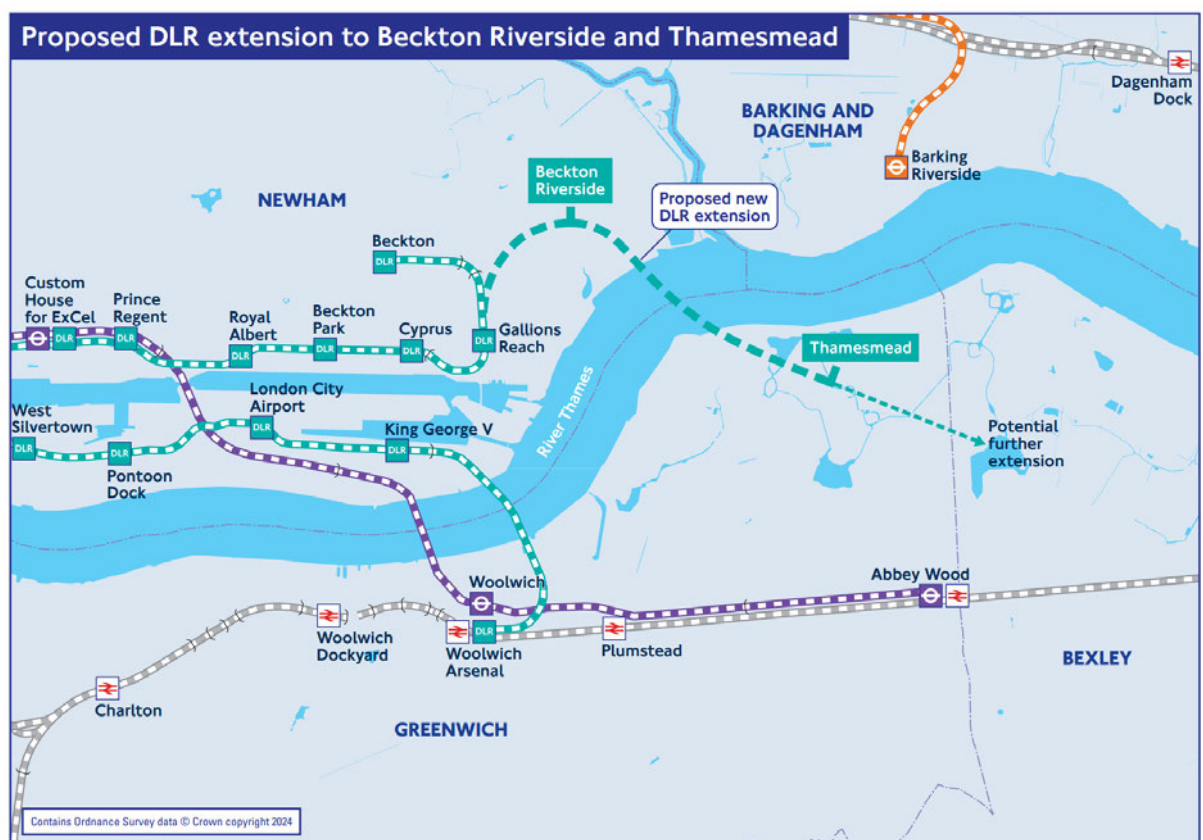 Proposed DLR extension to Beckton Riverside and Thamesmead
Dagenham
Dock
BARKING AND
DAGENHAM
Barking
Riverside
Beckton
Riverside
Proposed new
DLR extension
NEWHAM
Beckton
DLR
Custom
House
for ExCel
DLR
Prince
Regent
DLR
Royal
Albert
DLR
Beckton
Park
DLR
Cyprus
DLR
Gallions
Reach
DLR
Thamesmead
London City
Airport
DLR
West
Silvertown
DLR
Pontoon
Dock
DLR
King George V
DLR
River Thames
Potential
further
extension
Woolwich
Abbey Wood
Woolwich
Dockyard
DLR
Woolwich
Arsenal
Plumstead
BEXLEY
Charlton
GREENWICH
Contains Ordnance Survey data © Crown copyright 2024